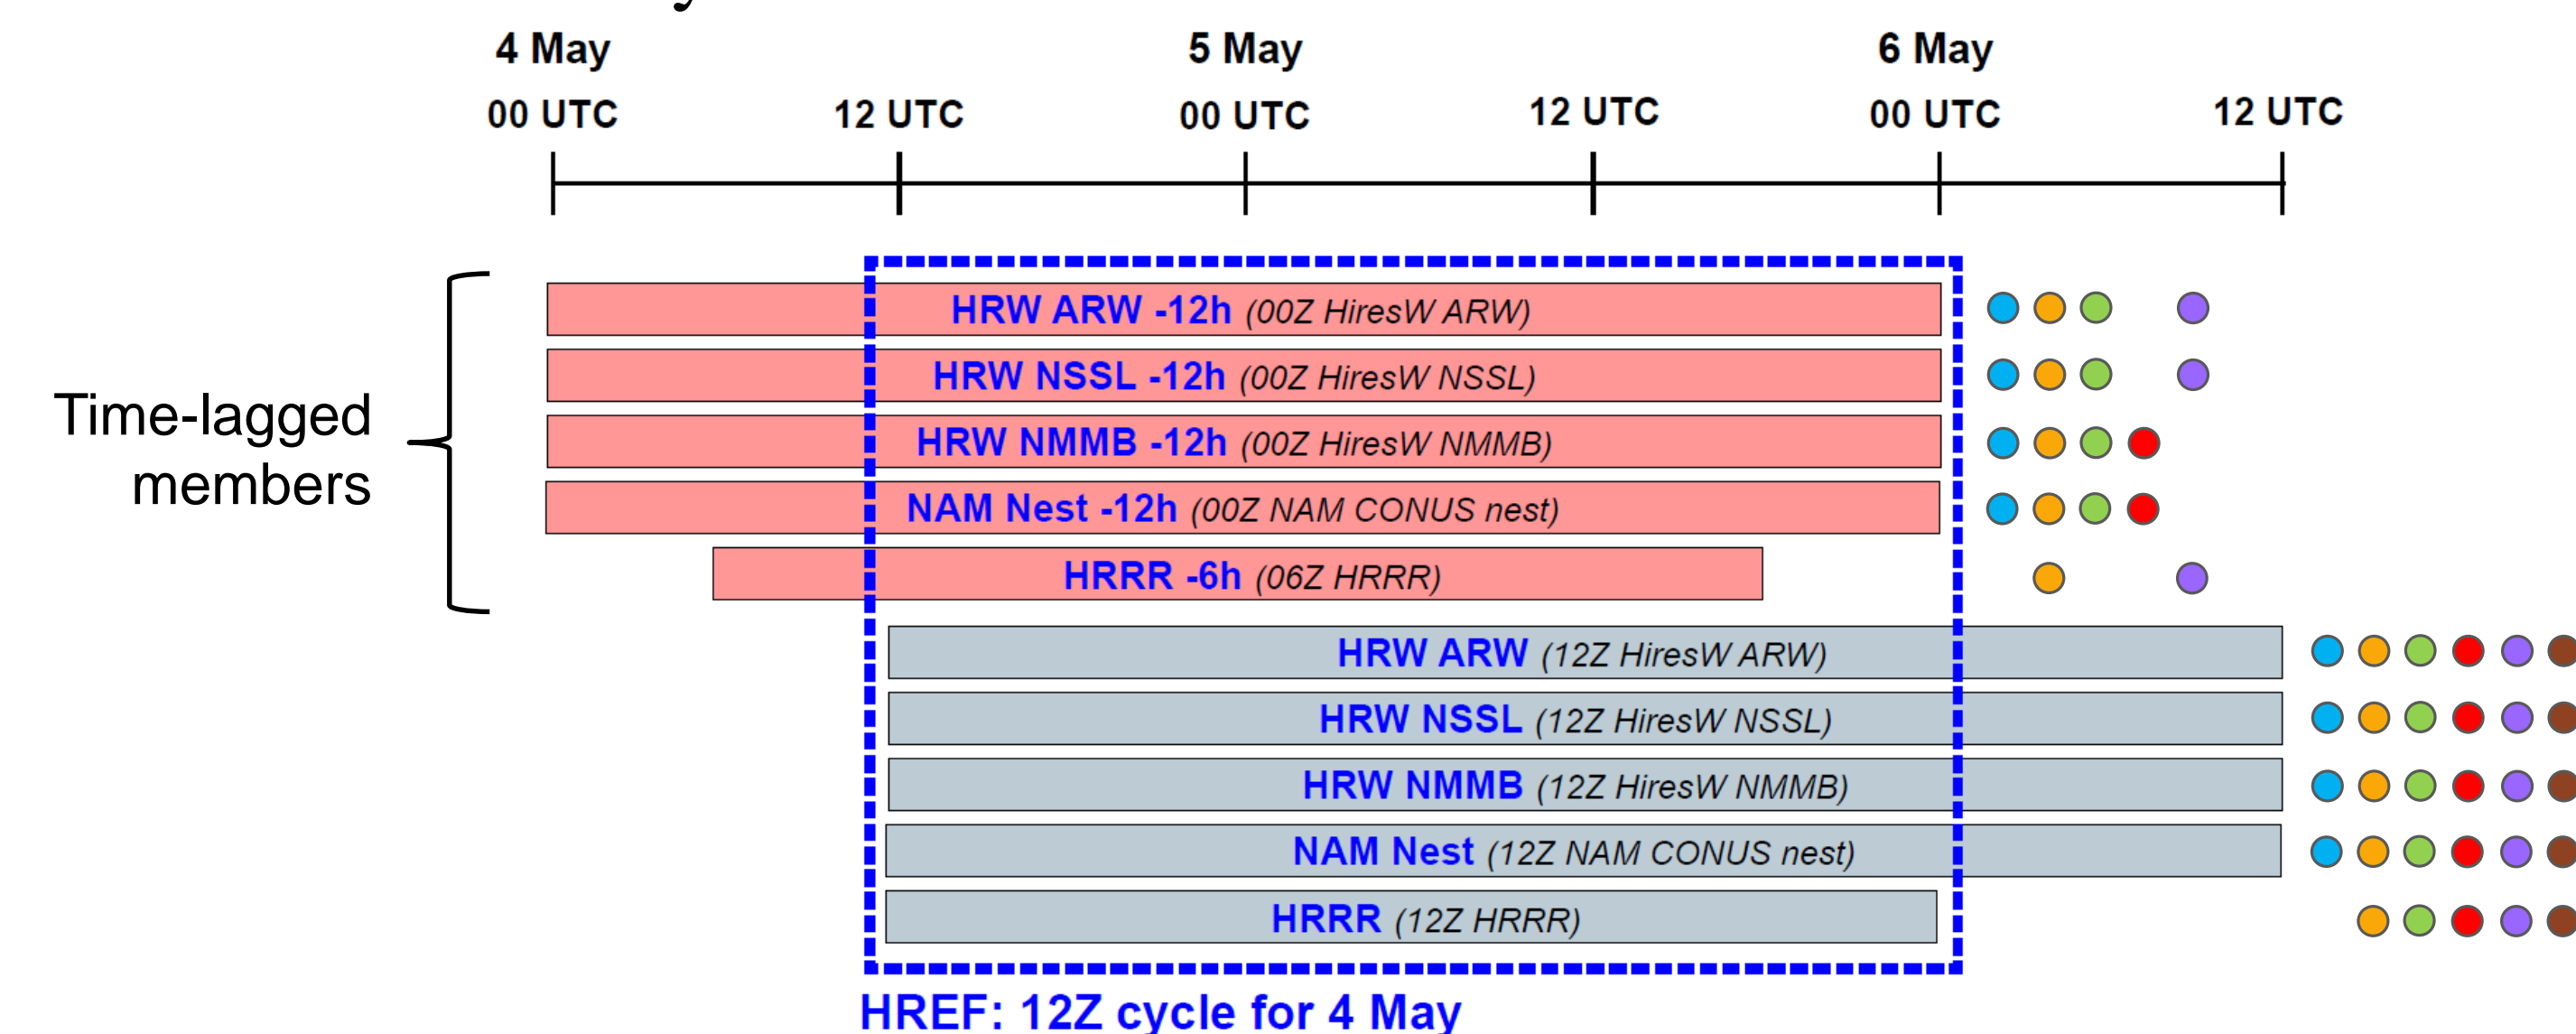 4 May
5 May
6 May
00 UTC
12 UTC
00 UTC
12 UTC
00 UTC
12 UTC
Time-lagged
members
HRW ARW -12h (00Z HiresW ARW)
HRW NSSL -12h (00Z HiresW NSSL)
HRW NMMB -12h (00Z HiresW NMMB)
NAM Nest -12h (00Z NAM CONUS nest)
HRRR -6h (06Z HRRR)
HRW ARW (12Z HiresW ARW)
HRW NSSL (12Z HiresW NSSL)
HRW NMMB (12Z HiresW NMMB)
NAM Nest (12Z NAM CONUS nest)
HRRR (12Z HRRR)
HREF: 12Z cycle for 4 May